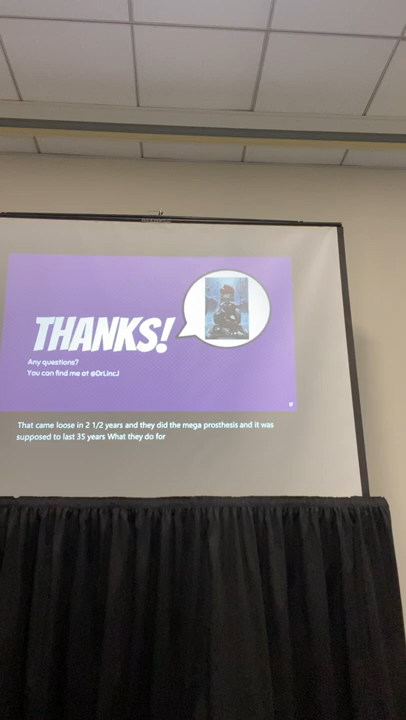 THANKS!
Any questions?
You can find me at @DrLincJ
That came loose in 2 1/2 years and they did the mega prosthesis and it was
supposed to last 35 years What they do for